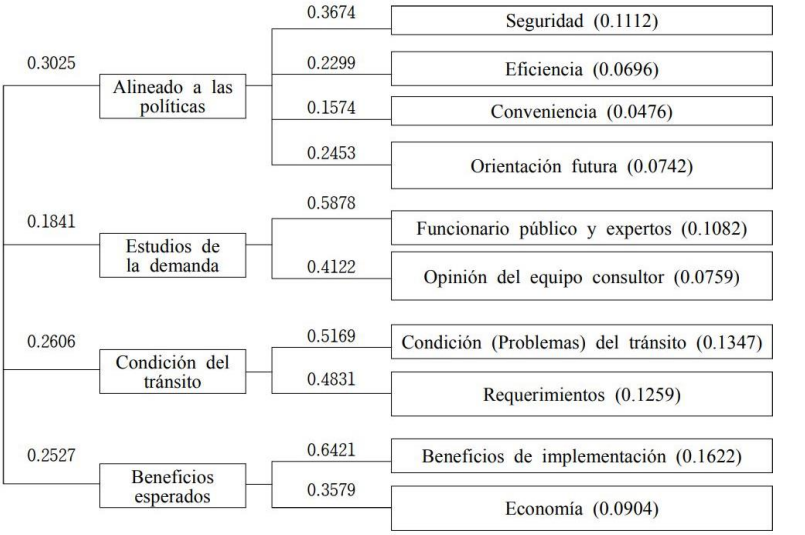 0.3025
Alineado a las
políticas
0.3674
Seguridad (0.1112)
0.2299
Eficiencia (0.0696)
0.1574
Conveniencia (0.0476)
0.2453
Orientación futura (0.0742)
0.1841
Estudios de
la demanda
0.5878
Funcionario público y expertos (0.1082)
0.4122
Opinión del equipo consultor (0.0759)
0.2606
Condición del
tránsito
0.5169
Condición (Problemas) del tránsito (0.1347)
0.4831
Requerimientos (0.1259)
0.2527
Beneficios
esperados
0.6421
Beneficios de implementación (0.1622)
0.3579
Economía (0.0904)